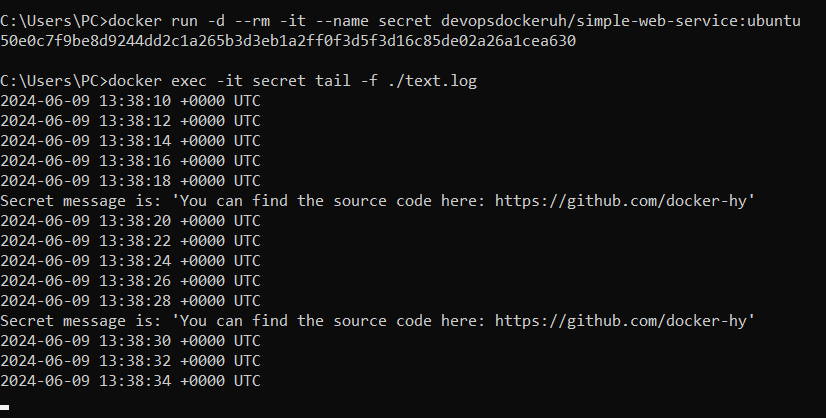 C:\Users\PC>docker run -d --rm -it --name secret devopsdockeruh/simple-web-service:ubuntu
50e0c7f9be8d9244dd2c1a265b3d3eb1a2ff0f3d5f3d16c85de02a26a1cea630
C:\Users\PC>docker exec -it secret tail -f ./text.log
2024-06-09 13:38:10 +0000 UTC
2024-06-09 13:38:12 +0000 UTC
2024-06-09 13:38:14 +0000 UTC
2024-06-09 13:38:16 +0000 UTC
2024-06-09 13:38:18 +0000 UTC
Secret message is: 'You can find the source code here: https://github.com/docker-hy'
2024-06-09 13:38:20 +0000 UTC
2024-06-09 13:38:22 +0000 UTC
2024-06-09 13:38:24 +0000 UTC
2024-06-09 13:38:26 +0000 UTC
2024-06-09 13:38:28 +0000 UTC
Secret message is: 'You can find the source code here: https://github.com/docker-hy'
2024-06-09 13:38:30 +0000 UTC
2024-06-09 13:38:32 +0000 UTC
2024-06-09 13:38:34 +0000 UTC